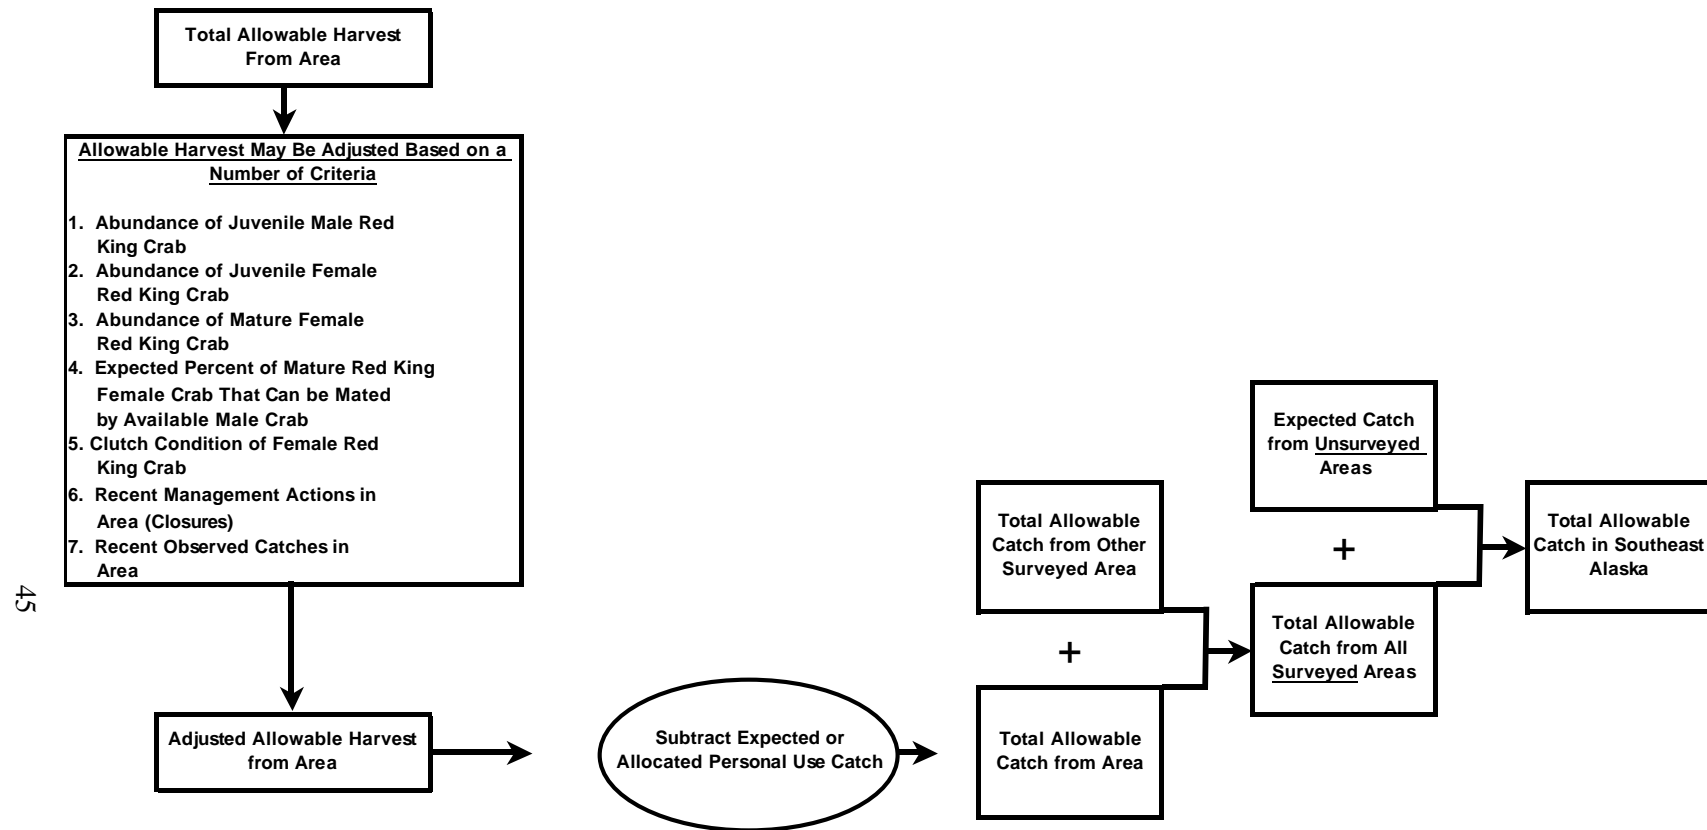 Total Allowable Harvest
From Area
Allowable Harvest May Be Adjusted Based on a
Number of Criteria
1. Abundance of Juvenile Male Red
King Crab
2. Abundance of Juvenile Female
Red King Crab
3. Abundance of Mature Female
Red King Crab
4. Expected Percent of Mature Red King
Female Crab That Can be Mated
by Available Male Crab
5. Clutch Condition of Female Red
King Crab
6. Recent Management Actions in
Area (Closures)
7. Recent Observed Catches in
Area
Adjusted Allowable Harvest
from Area
Subtract Expected or
Allocated Personal Use Catch
Total Allowable
Catch from Other
Surveyed Area
+
Total Allowable
Catch from Area
Expected Catch
from Unsurveyed
Areas
+
Total Allowable
Catch from All
Surveyed Areas
Total Allowable
Catch in Southeast
Alaska
45